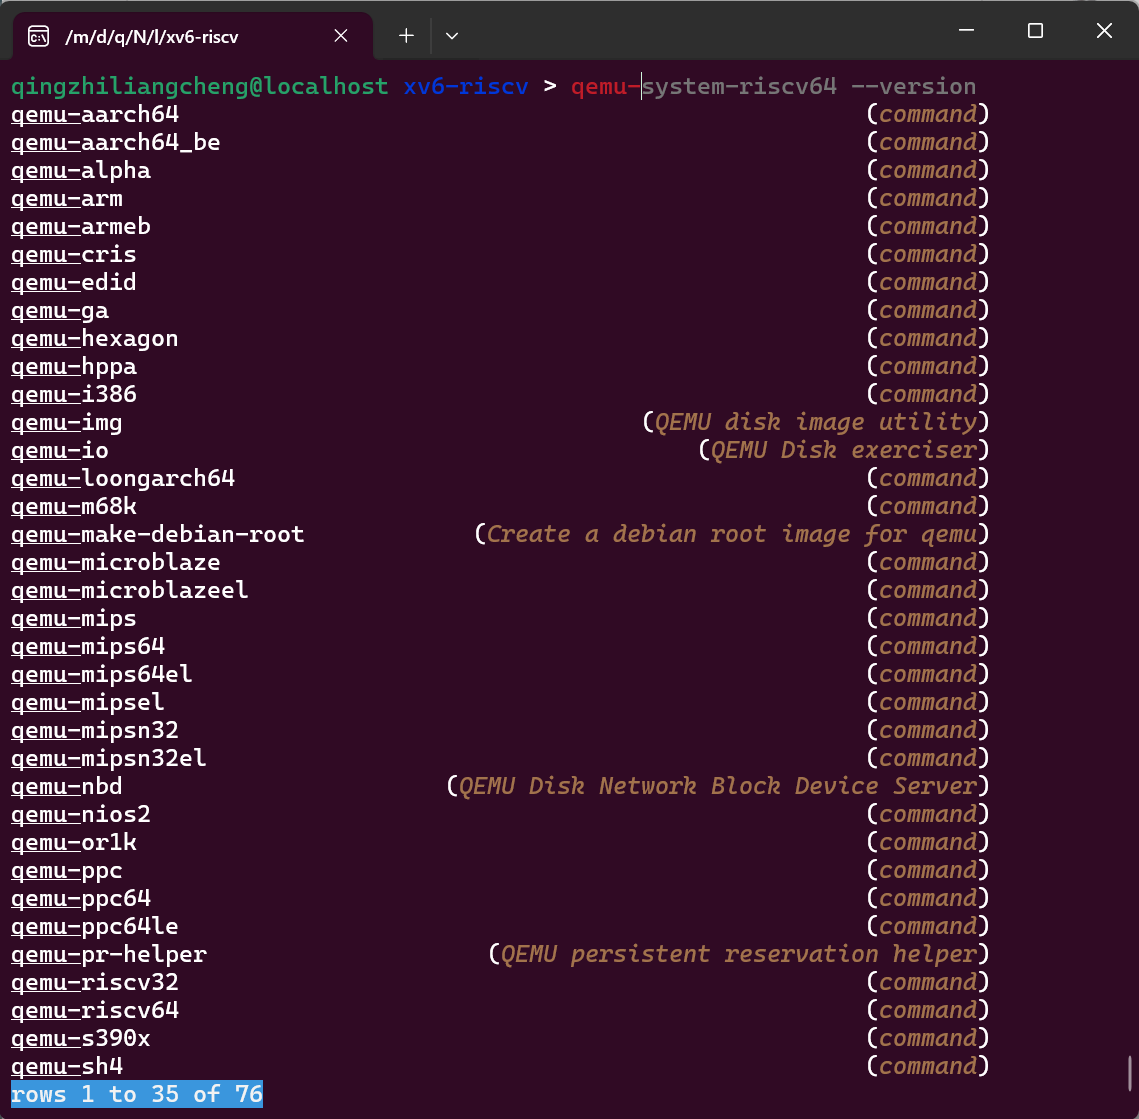 /m/d/q/N/l/xv6-riscv
qingzhiliangcheng@localhost xv6-riscv > qemu-system-riscv64 --version
qemu-aarch64 (command)
qemu-aarch64_be (command)
qemu-alpha (command)
qemu-arm (command)
qemu-armeb (command)
qemu-cris (command)
qemu-edid (command)
qemu-ga (command)
qemu-hexagon (command)
qemu-hppa (command)
qemu-i386 (command)
qemu-img (QEMU disk image utility)
qemu-io (QEMU Disk exerciser)
qemu-loongarch64 (command)
qemu-m68k (command)
qemu-make-debian-root (Create a debian root image for qemu)
qemu-microblaze (command)
qemu-microblazeel (command)
qemu-mips (command)
qemu-mips64 (command)
qemu-mips64el (command)
qemu-mipsel (command)
qemu-mipsn32 (command)
qemu-mipsn32el (command)
qemu-nbd (QEMU Disk Network Block Device Server)
qemu-nios2 (command)
qemu-or1k (command)
qemu-ppc (command)
qemu-ppc64 (command)
qemu-ppc64le (command)
qemu-pr-helper (QEMU persistent reservation helper)
qemu-riscv32 (command)
qemu-riscv64 (command)
qemu-s390x (command)
qemu-sh4 (command)
rows 1 to 35 of 76